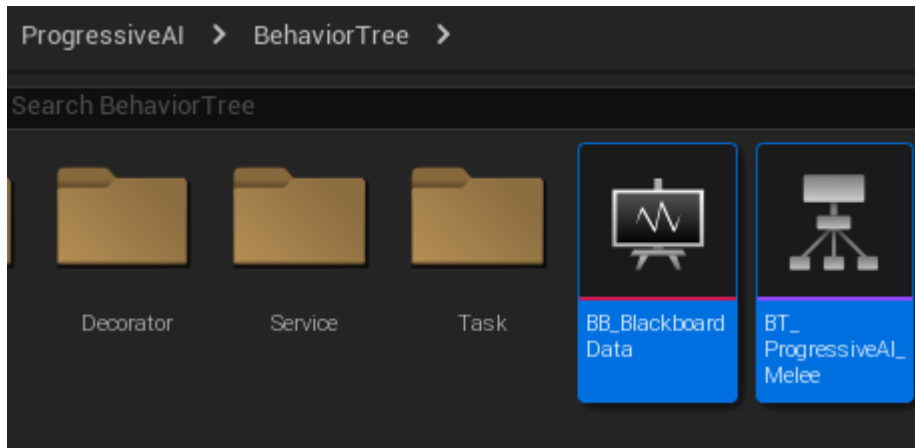 ProgressiveAI > BehaviorTree >
Search BehaviorTree
Decorator
Service
Task
BB_Blackboard
Data
BT_
ProgressiveAI_
Melee